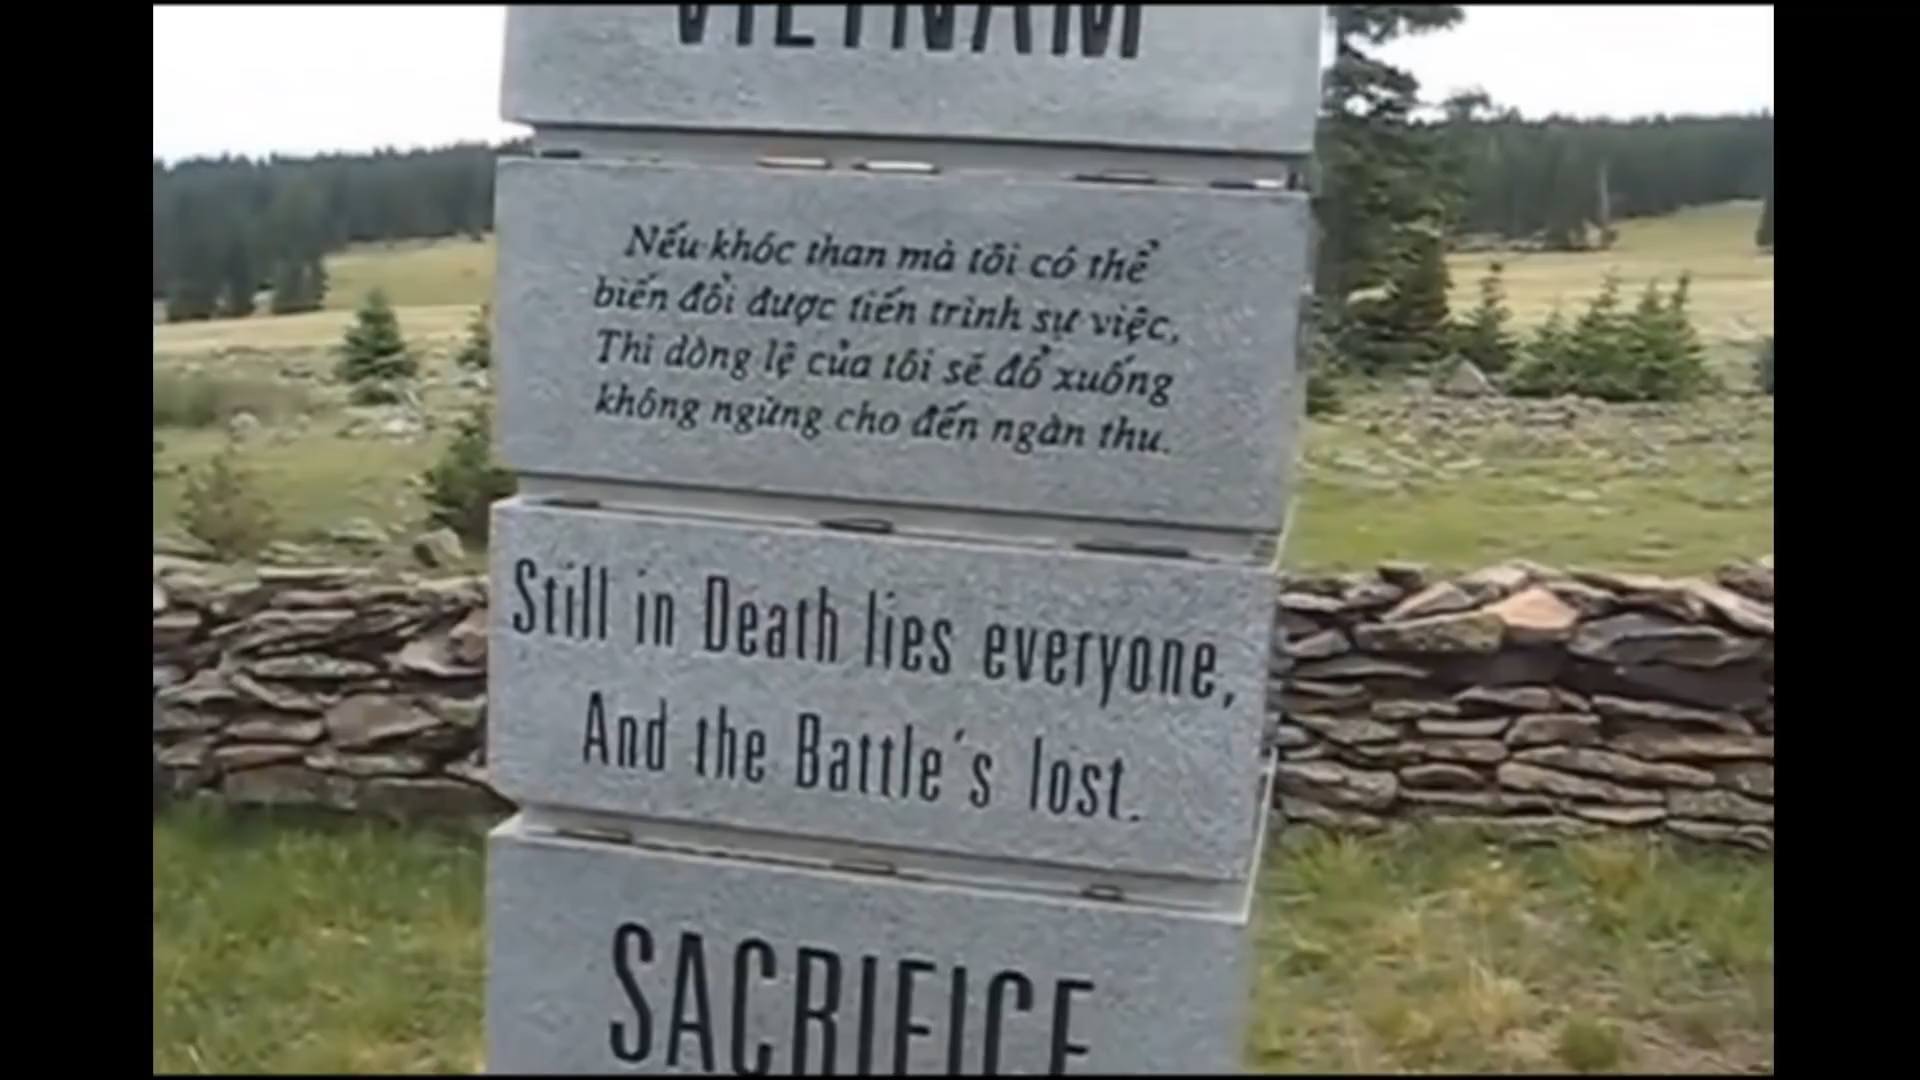 VIETNAM
Nếu khóc than mà tôi có thể
biến đổi được tiến trình sự việc,
Thì dòng lệ của tôi sẽ đổ xuống
không ngừng cho đến ngàn thu.
Still in Death lies everyone,
And the Battle's lost.
SACRIFICE